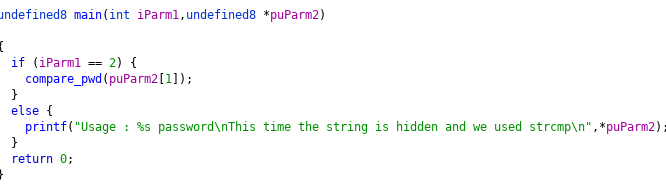 undefined8 main(int iParm1,undefined8 *puParm2)
{
if (iParm1 == 2) {
compare_pwd(puParm2[1]);
}
else {
printf("Usage : %s password\nThis time the string is hidden and we used strcmp\n",*puParm2);
}
return 0;
}